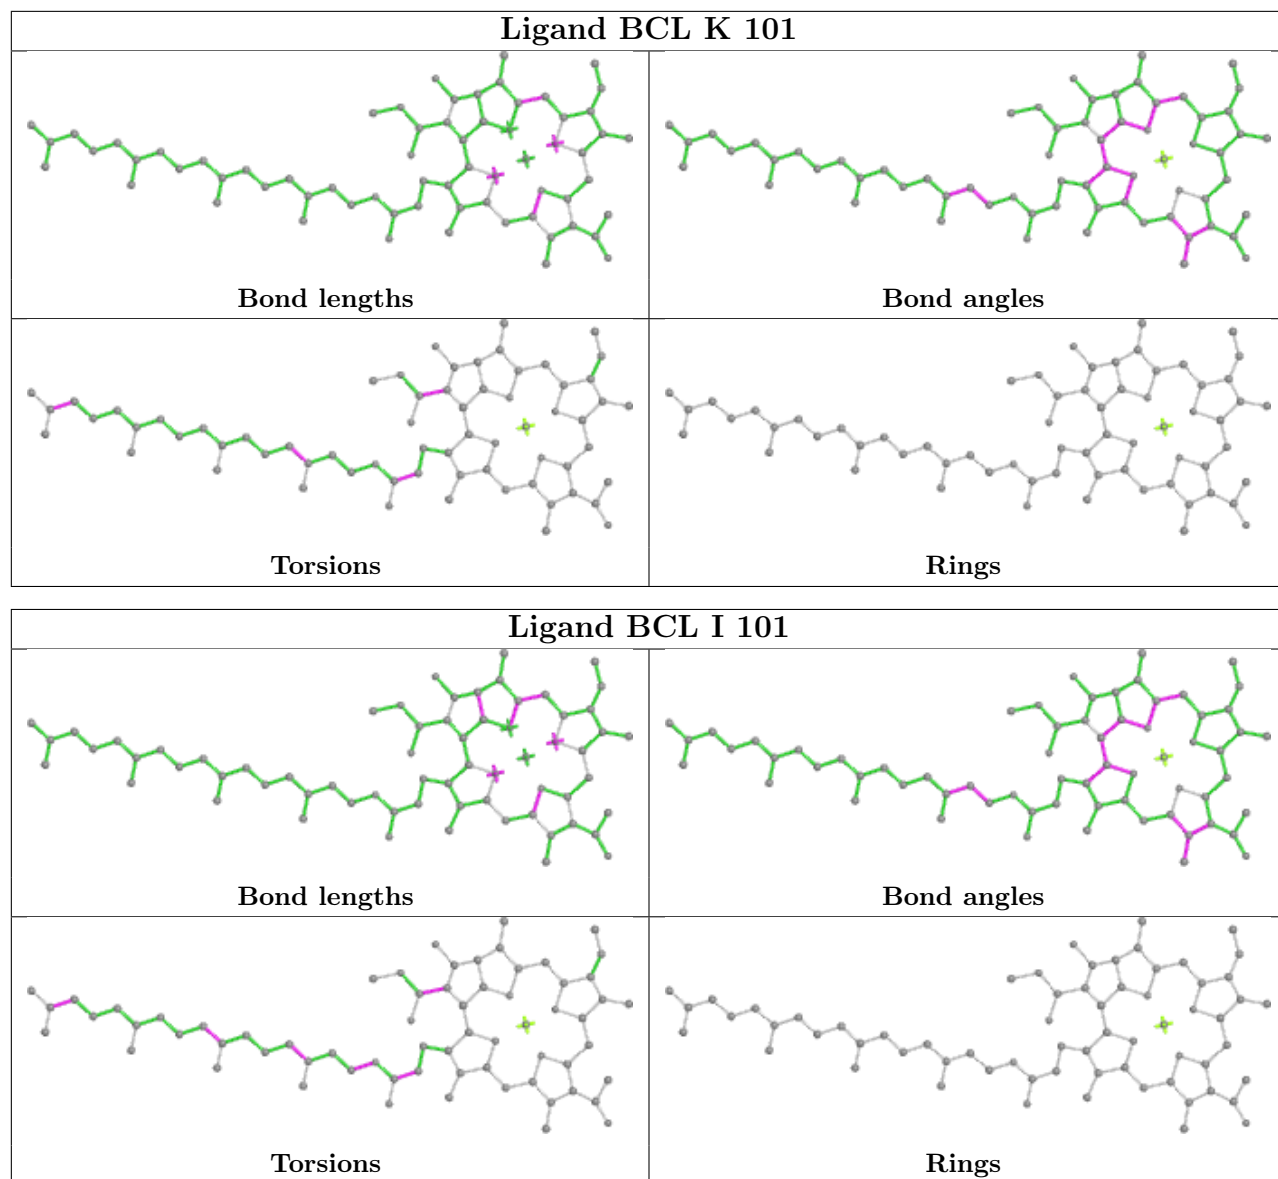 Ligand BCL K 101
Bond lengths
Bond angles
Torsions
Rings
Ligand BCL I 101
Bond lengths
Bond angles
Torsions
Rings